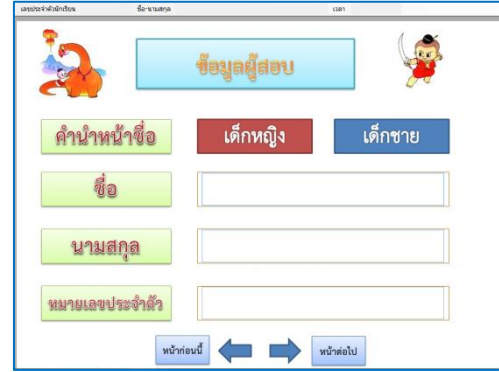 เลขประจำตัวนักเรียน ชื่อ-นามสกุล เวลา
ข้อมูลผู้สอบ
คำนำหน้าชื่อ เด็กหญิง เด็กชาย
ชื่อ
นามสกุล
หมายเลขประจำตัว
หน้าก่อนนี้ หน้าต่อไป